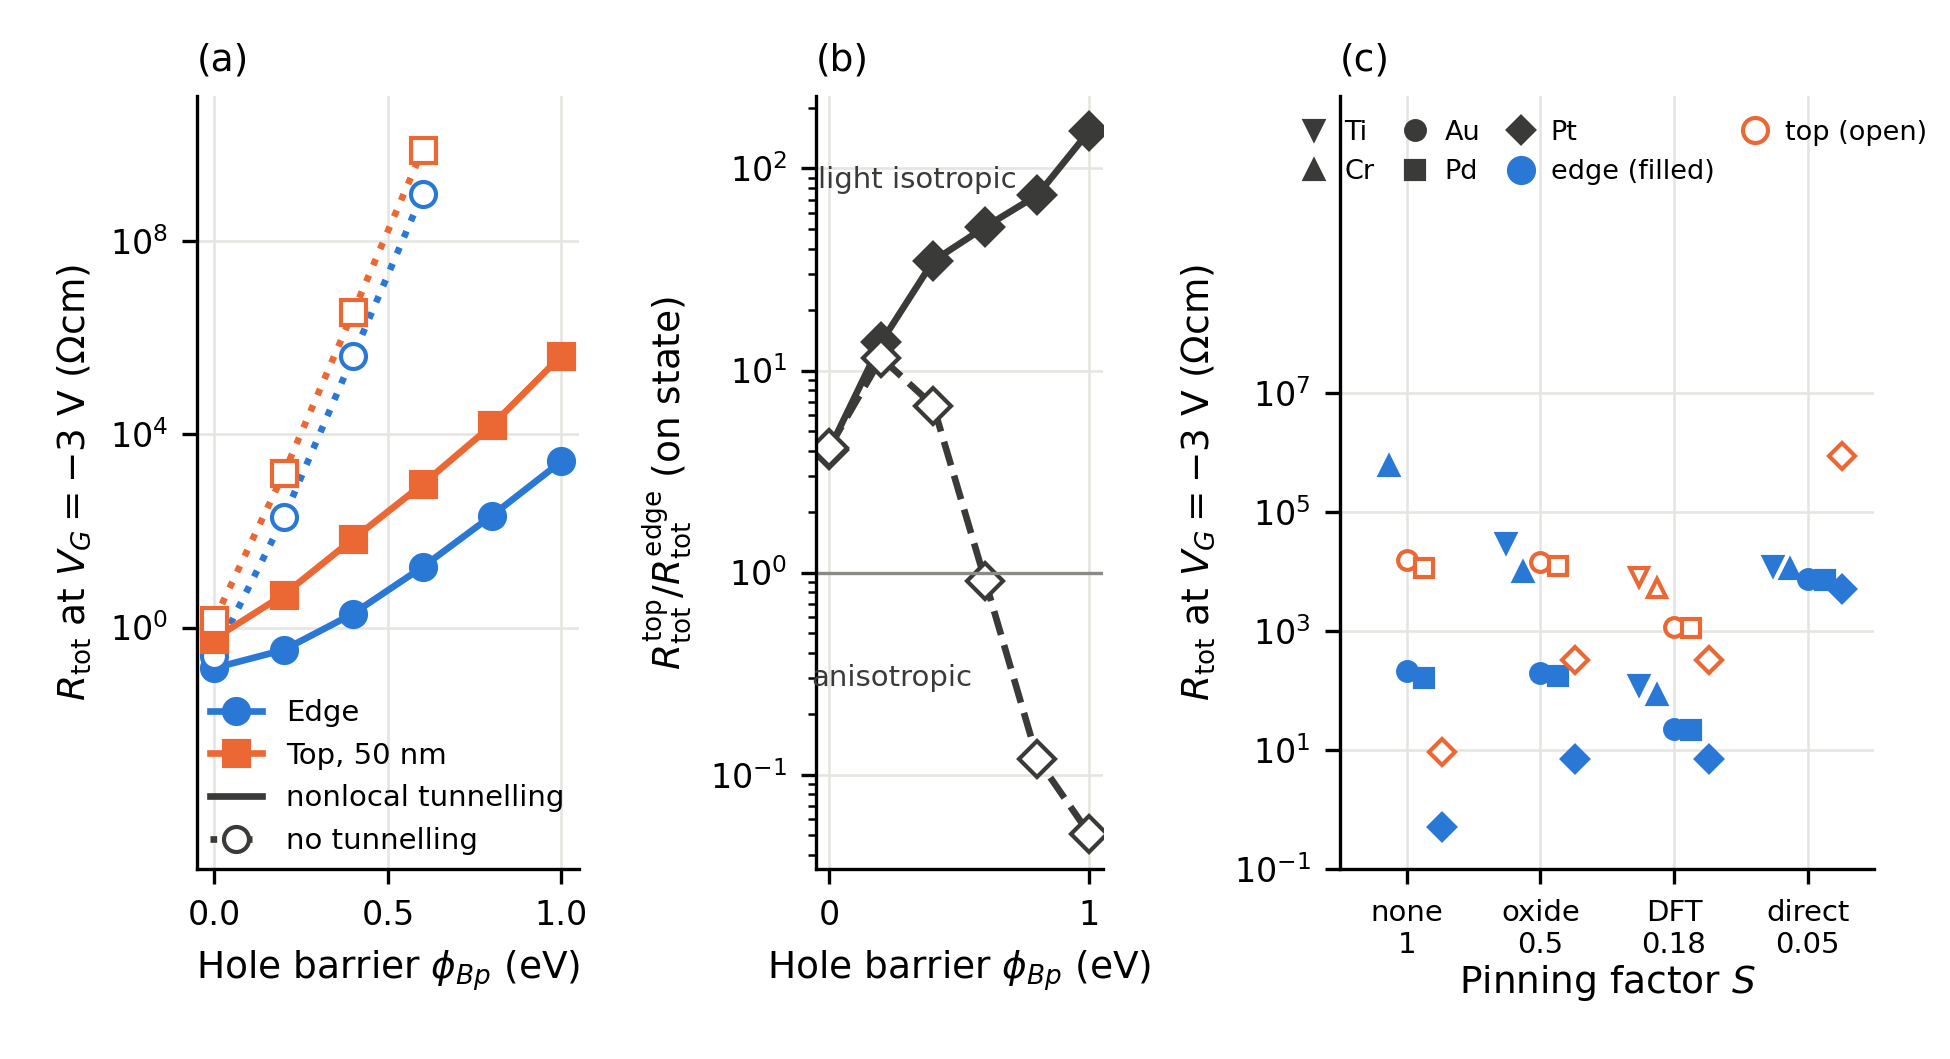 (a)
R_tot at V_G = −3 V (Ωcm)
10^8
10^4
10^0
Edge
Top, 50 nm
nonlocal tunnelling
no tunnelling
0.0 0.5 1.0
Hole barrier ϕ_Bp (eV)
(b)
R_tot^top/R_tot^edge (on state)
10^2
10^1
10^0
10^−1
light isotropic
anisotropic
0 1
Hole barrier ϕ_Bp (eV)
(c)
R_tot at V_G = −3 V (Ωcm)
Ti Au Pt top (open)
Cr Pd edge (filled)
10^7
10^5
10^3
10^1
10^−1
none oxide DFT direct
1 0.5 0.18 0.05
Pinning factor S